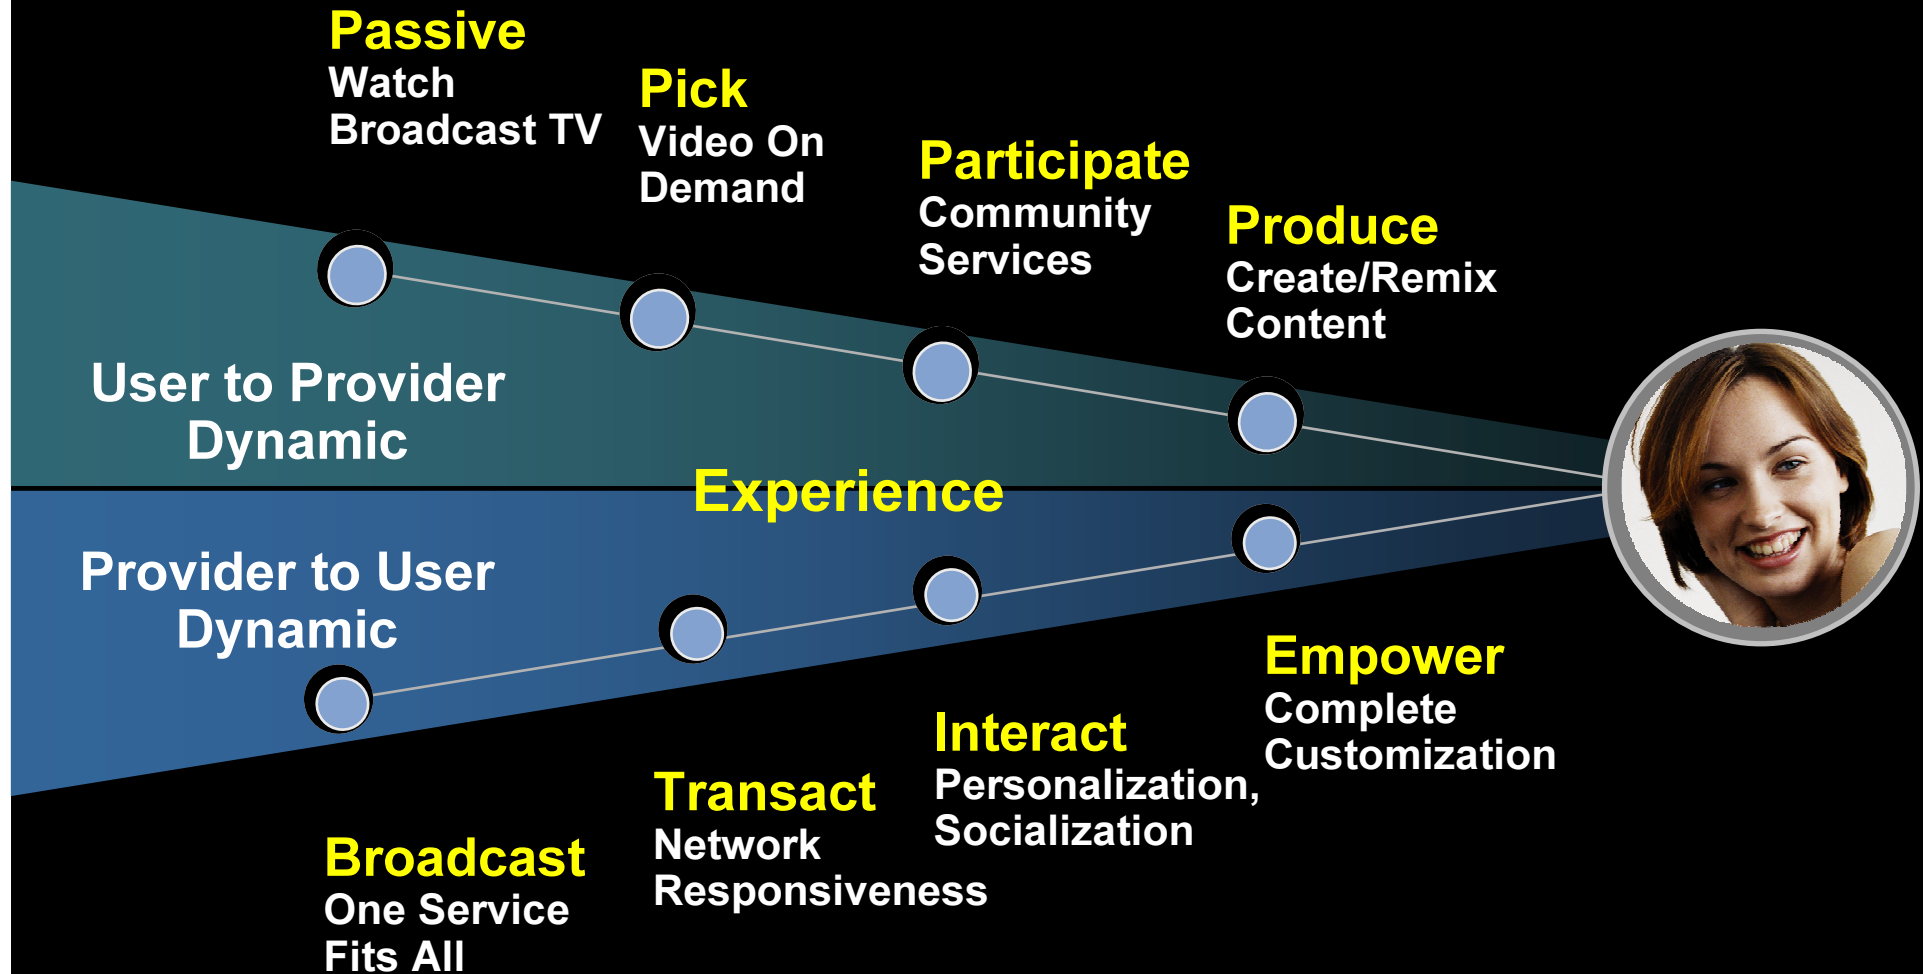 Passive
Watch
Broadcast TV
Pick
Video On
Demand
Participate
Community
Services
Produce
Create/Remix
Content
User to Provider
Dynamic
Experience
Provider to User
Dynamic
Empower
Complete
Customization
Interact
Personalization,
Socialization
Transact
Network
Responsiveness
Broadcast
One Service
Fits All